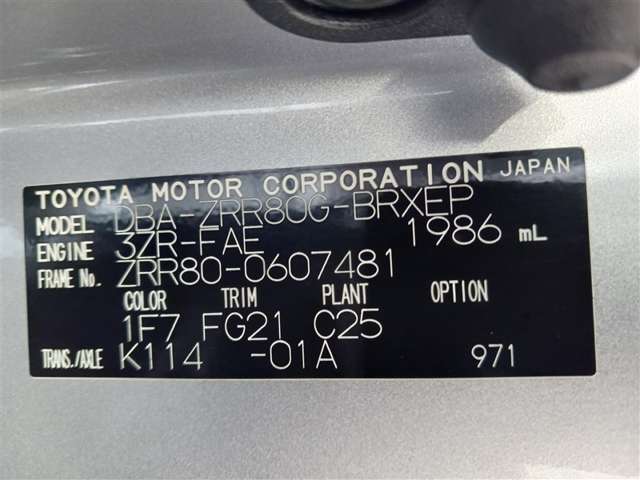 TOYOTA MOTOR CORPORATION JAPAN
MODEL DBA-ZRR80G-BRXEP
ENGINE 3ZR-FAE 1986 mL
FRAME No. ZRR80-0607481
COLOR TRIM PLANT OPTION
1F7 FG21 C25
TRANS./AXLE K114 -01A 971